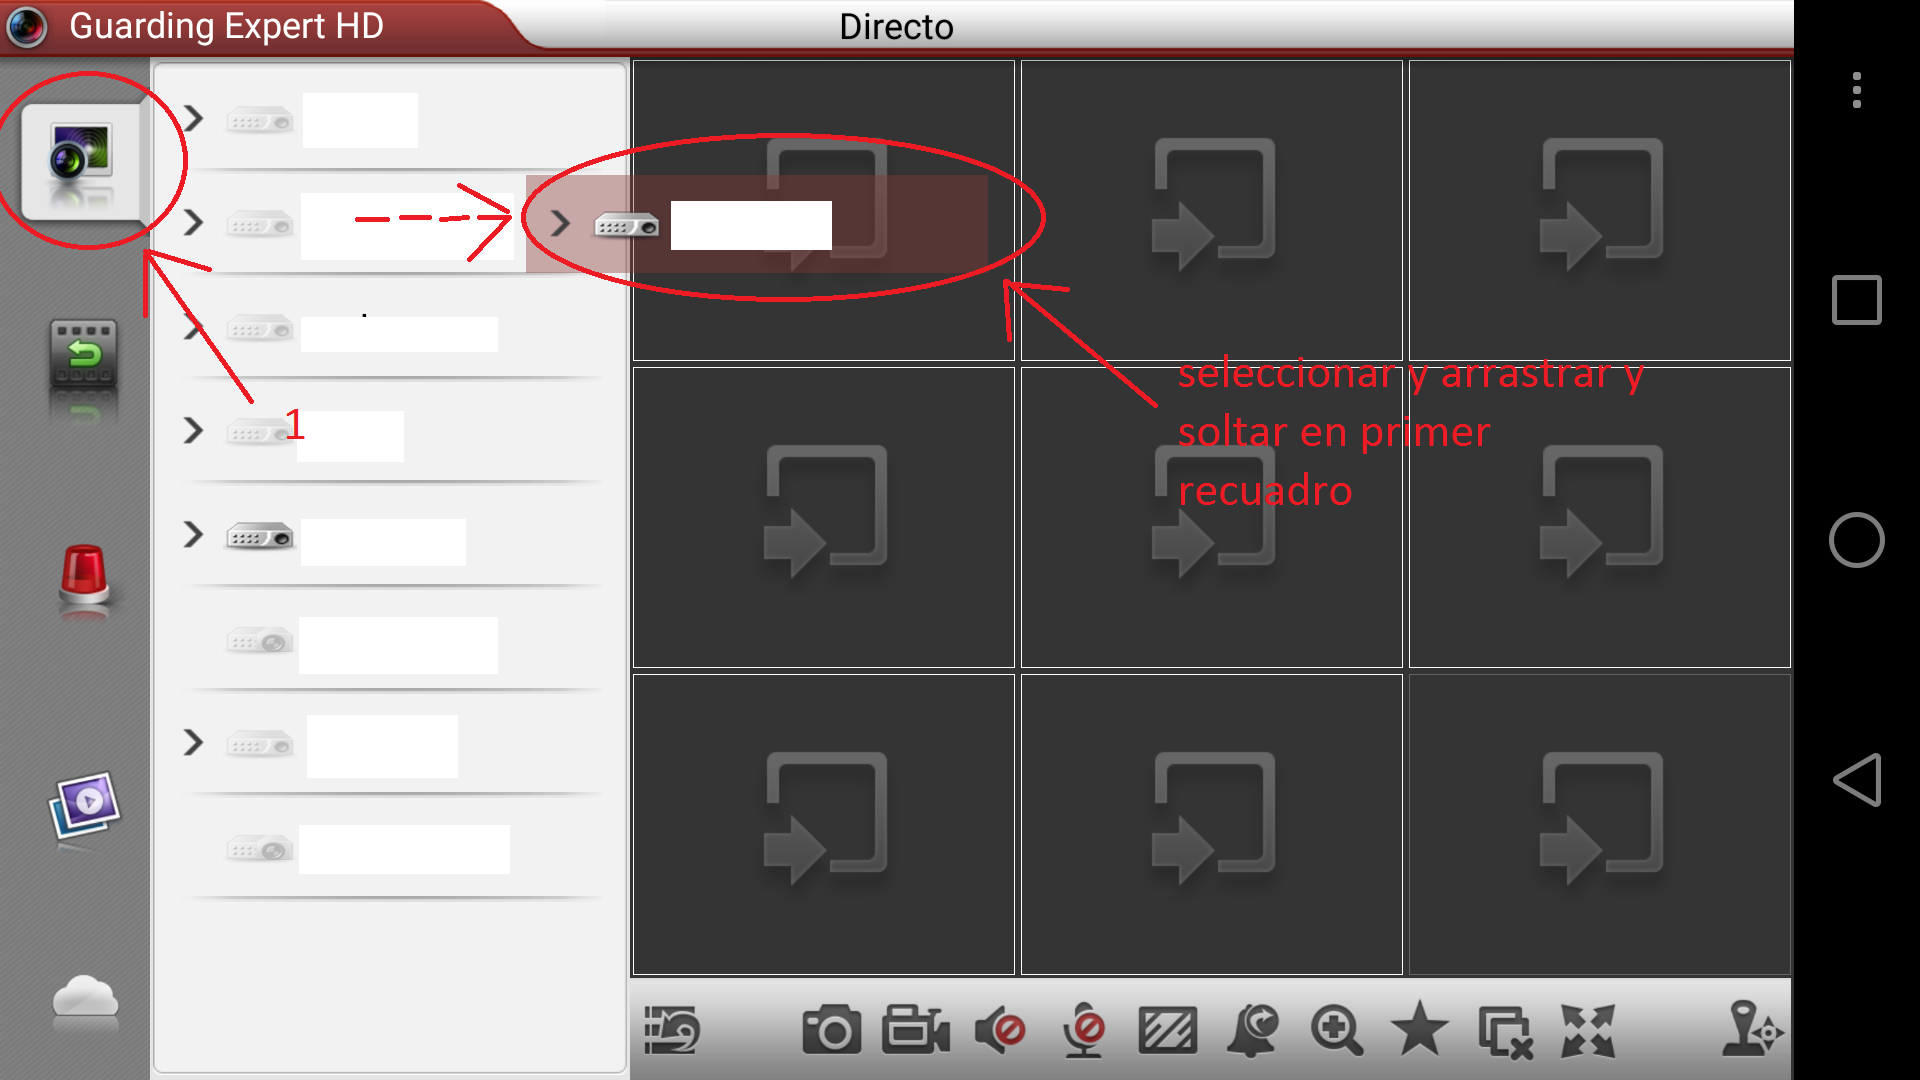 Guarding Expert HD
Directo
1
seleccionar y arrastrar y
soltar en primer
recuadro